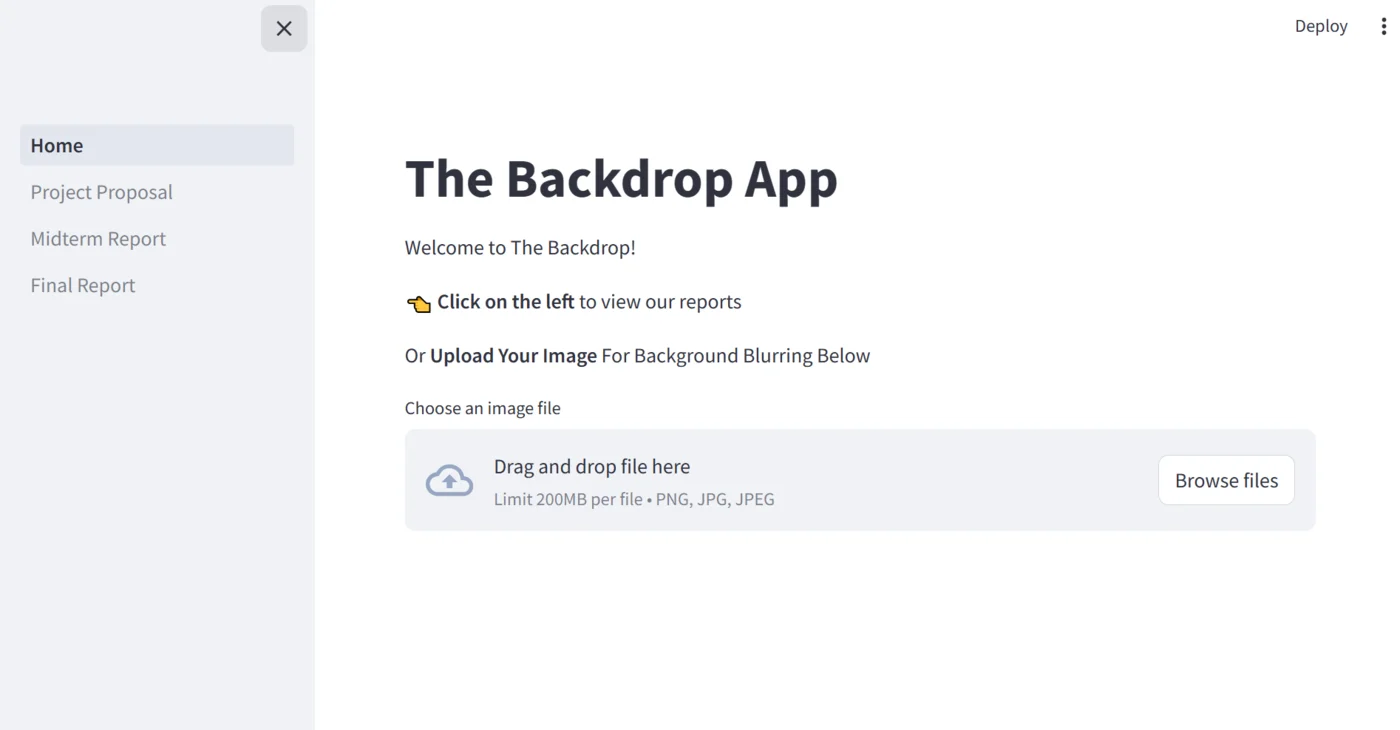 Deploy
Home
Project Proposal
Midterm Report
Final Report
The Backdrop App
Welcome to The Backdrop!
👈 Click on the left to view our reports
Or Upload Your Image For Background Blurring Below
Choose an image file
Drag and drop file here
Limit 200MB per file • PNG, JPG, JPEG
Browse files